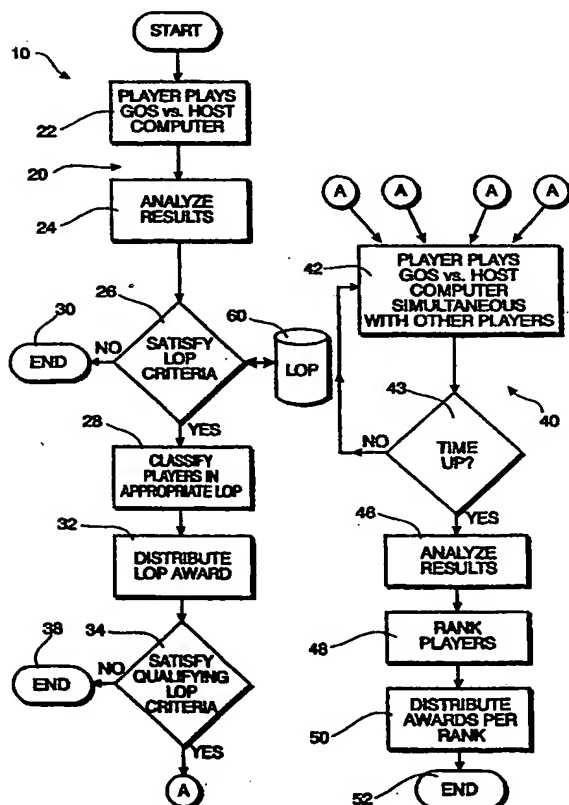 START
10
PLAYER PLAYS
GOS vs. HOST
COMPUTER
22
20
ANALYZE
RESULTS
24
26
30
SATISFY
LOP
CRITERIA
NO
END
60
LOP
28
YES
CLASSIFY
PLAYERS IN
APPROPRIATE LOP
32
DISTRIBUTE
LOP AWARD
34
38
SATISFY
QUALIFYING
LOP
CRITERIA
NO
END
YES
A
A
A
A
A
42
PLAYER PLAYS
GOS vs. HOST
COMPUTER
SIMULTANEOUS
WITH OTHER PLAYERS
43
40
NO
TIME
UP?
YES
46
ANALYZE
RESULTS
RANK
PLAYERS
48
DISTRIBUTE
AWARDS PER
RANK
50
END
52